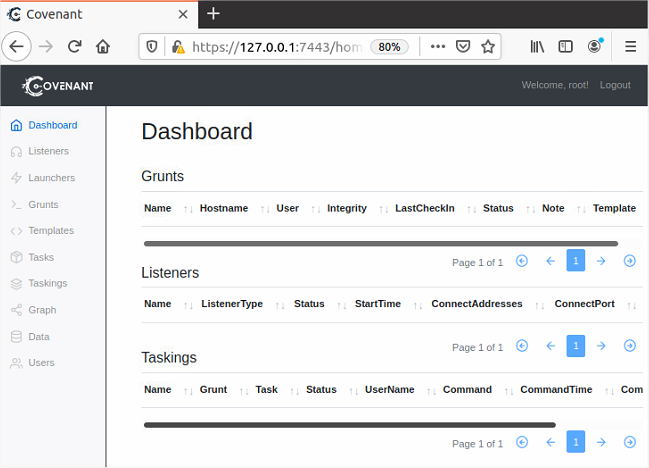 Covenant
https://127.0.0.1:7443/hom 80%
COVENANT Welcome, root! Logout
Dashboard
Listeners
Launchers
Grunts
Templates
Tasks
Taskings
Graph
Data
Users
Dashboard
Grunts
Name Hostname User Integrity LastCheckIn Status Note Template
Page 1 of 1 1
Listeners
Name ListenerType Status StartTime ConnectAddresses ConnectPort
Page 1 of 1 1
Taskings
Name Grunt Task Status UserName Command CommandTime Com
Page 1 of 1 1